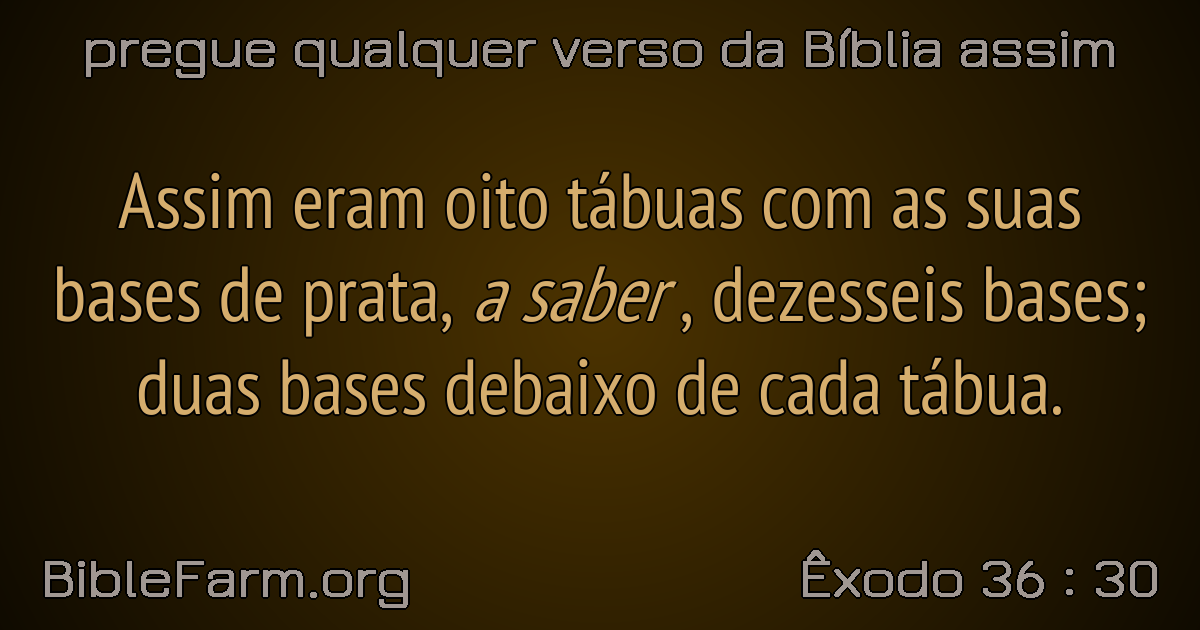 pregue qualquer verso da Bíblia assim
Assim eram oito tábuas com as suas
bases de prata, a saber , dezesseis bases;
duas bases debaixo de cada tábua.
BibleFarm.org
Êxodo 36 : 30